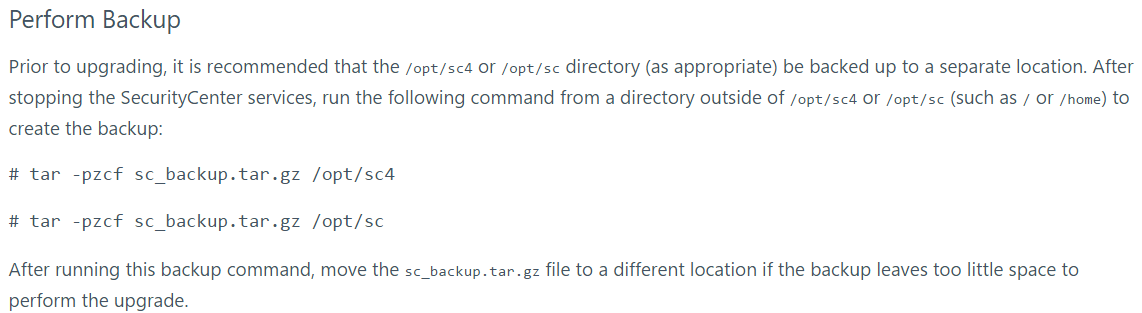 Perform Backup
Prior to upgrading, it is recommended that the /opt/sc4 or /opt/sc directory (as appropriate) be backed up to a separate location. After
stopping the SecurityCenter services, run the following command from a directory outside of /opt/sc4 or /opt/sc (such as / or /home) to
create the backup:
# tar -pzcf sc_backup.tar.gz /opt/sc4
# tar -pzcf sc_backup.tar.gz /opt/sc
After running this backup command, move the sc_backup.tar.gz file to a different location if the backup leaves too little space to
perform the upgrade.